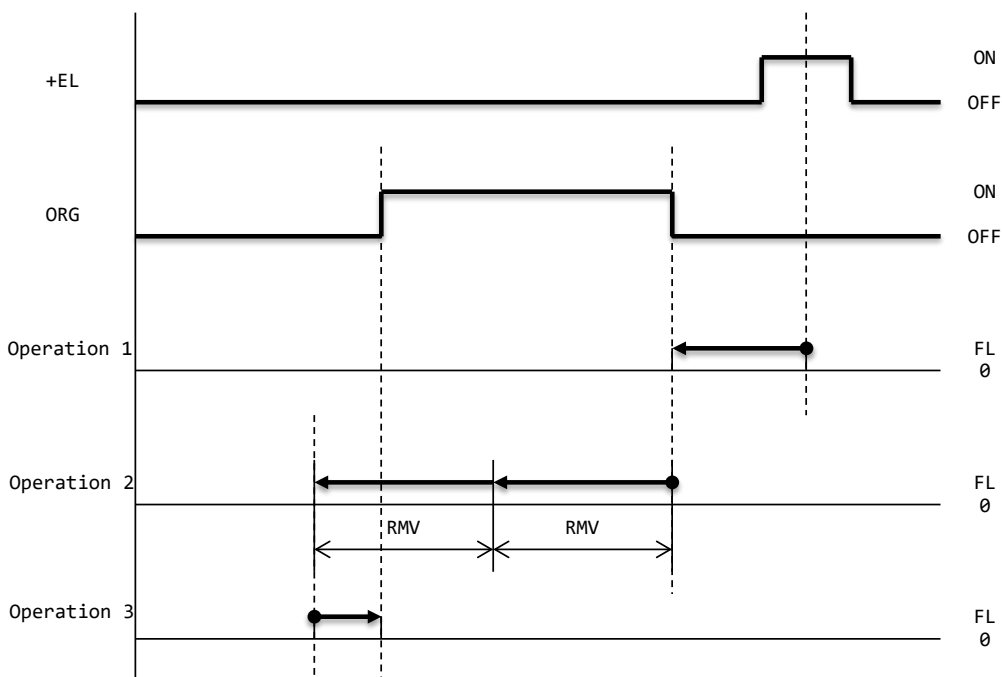 +EL
ON
OFF
ORG
ON
OFF
Operation 1
FL
0
Operation 2
FL
0
RMV
RMV
Operation 3
FL
0